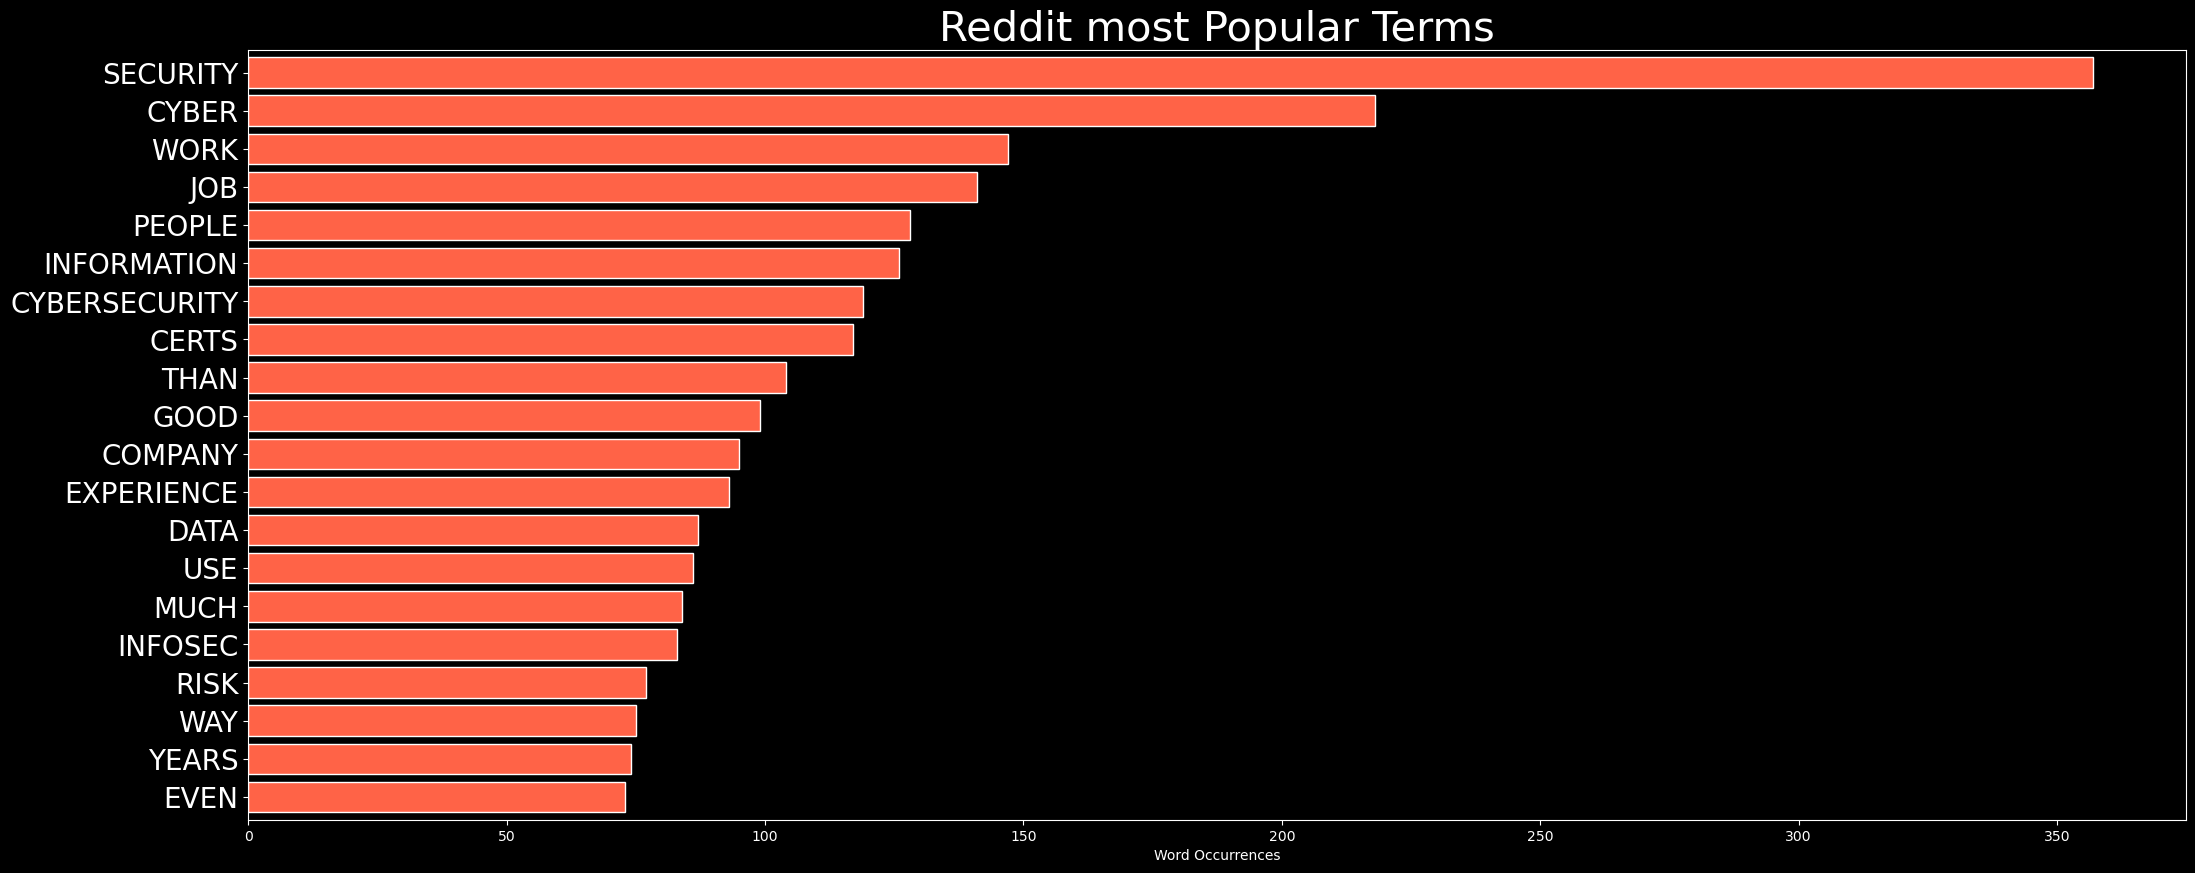 Reddit most Popular Terms
SECURITY
CYBER
WORK
JOB
PEOPLE
INFORMATION
CYBERSECURITY
CERTS
THAN
GOOD
COMPANY
EXPERIENCE
DATA
USE
MUCH
INFOSEC
RISK
WAY
YEARS
EVEN
0 50 100 150 200 250 300 350
Word Occurrences